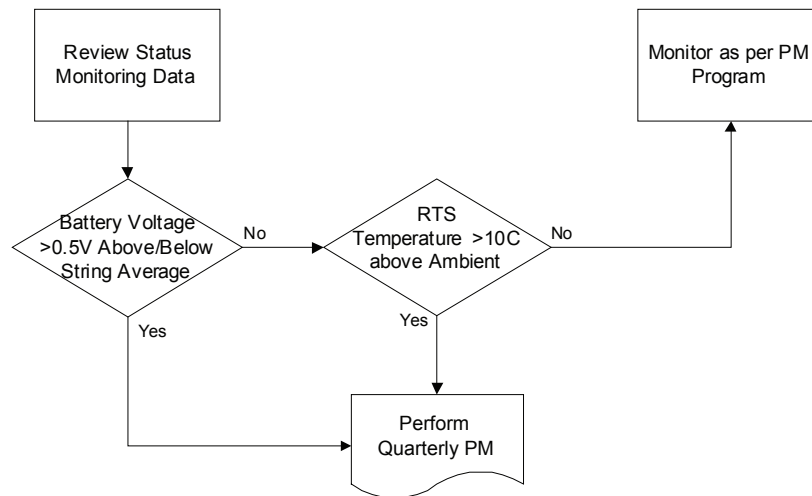 Review Status
Monitoring Data
Monitor as per PM
Program
Battery Voltage
>0.5V Above/Below
String Average
No
RTS
Temperature >10C
above Ambient
No
Yes
Yes
Perform
Quarterly PM